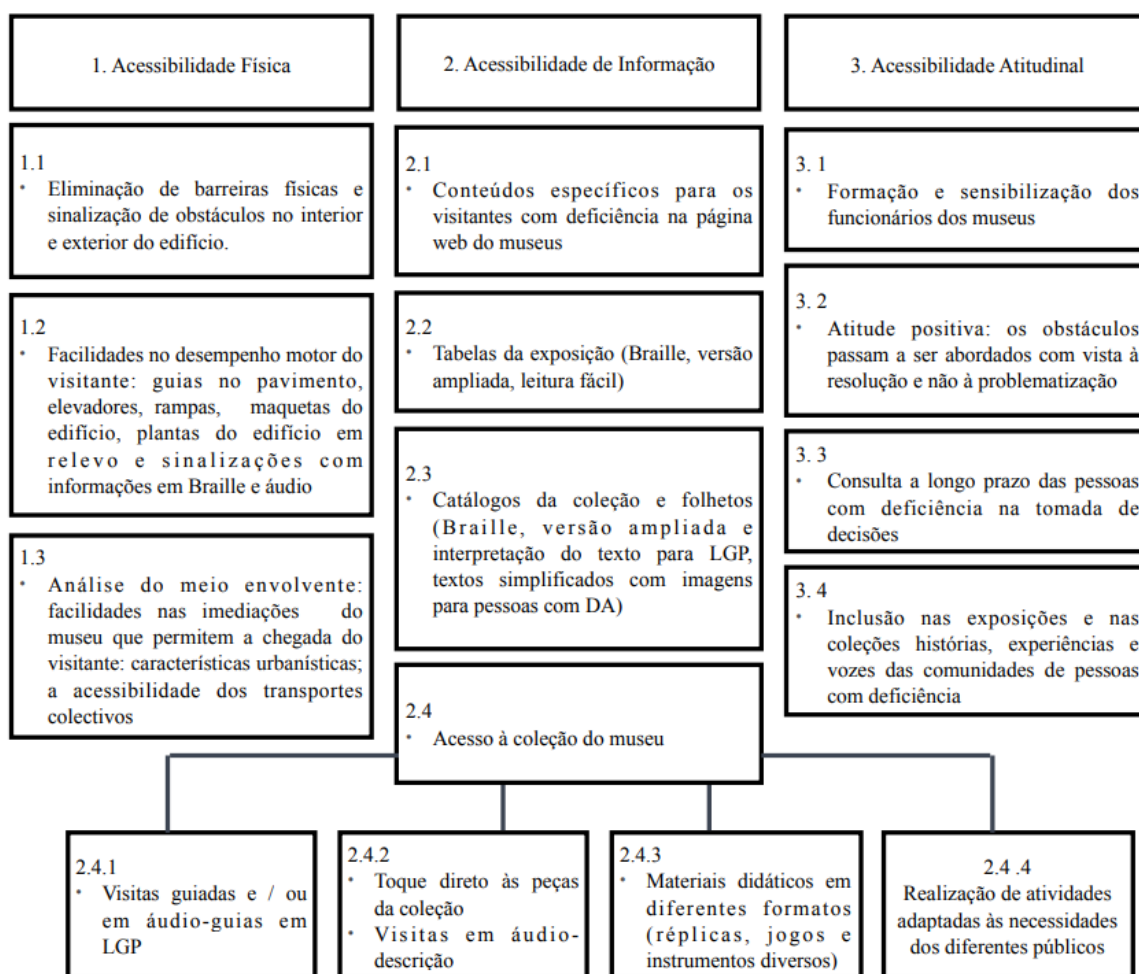 1. Acessibilidade Física
2. Acessibilidade de Informação
3. Acessibilidade Atitudinal
1.1
• Eliminação de barreiras físicas e
sinalização de obstáculos no interior
e exterior do edifício.
1.2
• Facilidades no desempenho motor do
visitante: guias no pavimento,
elevadores, rampas, maquetas do
edifício, plantas do edifício em
relevo e sinalizações com
informações em Braille e áudio
1.3
• Análise do meio envolvente:
facilidades nas imediações do
museu que permitem a chegada do
visitante: características urbanísticas;
a acessibilidade dos transportes
colectivos
2.1
• Conteúdos específicos para os
visitantes com deficiência na página
web do museus
2.2
• Tabelas da exposição (Braille, versão
ampliada, leitura fácil)
2.3
• Catálogos da coleção e folhetos
(Braille, versão ampliada e
interpretação do texto para LGP,
textos simplificados com imagens
para pessoas com DA)
2.4
• Acesso à coleção do museu
3. 1
• Formação e sensibilização dos
funcionários dos museus
3. 2
• Atitude positiva: os obstáculos
passam a ser abordados com vista à
resolução e não à problematização
3. 3
• Consulta a longo prazo das pessoas
com deficiência na tomada de
decisões
3. 4
• Inclusão nas exposições e nas
coleções histórias, experiências e
vozes das comunidades de pessoas
com deficiência
2.4.1
• Visitas guiadas e / ou
em áudio-guias em
LGP
2.4.2
• Toque direto às peças
da coleção
• Visitas em áudio-
descrição
2.4.3
• Materiais didáticos em
diferentes formato
(réplicas, jogos e
instrumentos diversos)
2.4 .4
Realização de atividades
adaptadas às necessidades
dos diferentes públicos